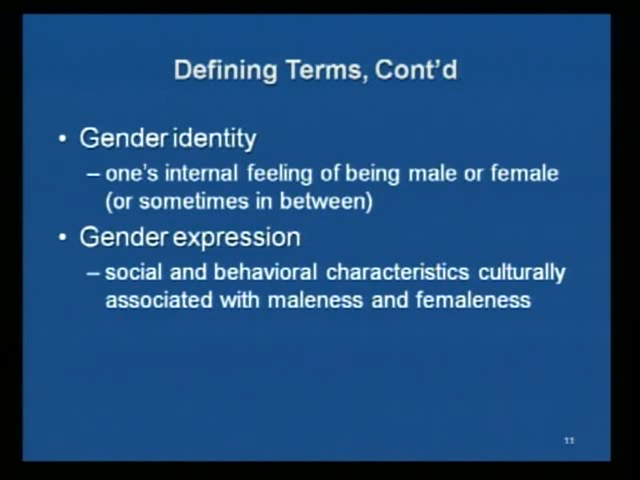 Defining Terms, Cont'd
• Gender identity
– one's internal feeling of being male or female
(or sometimes in between)
• Gender expression
– social and behavioral characteristics culturally
associated with maleness and femaleness
11